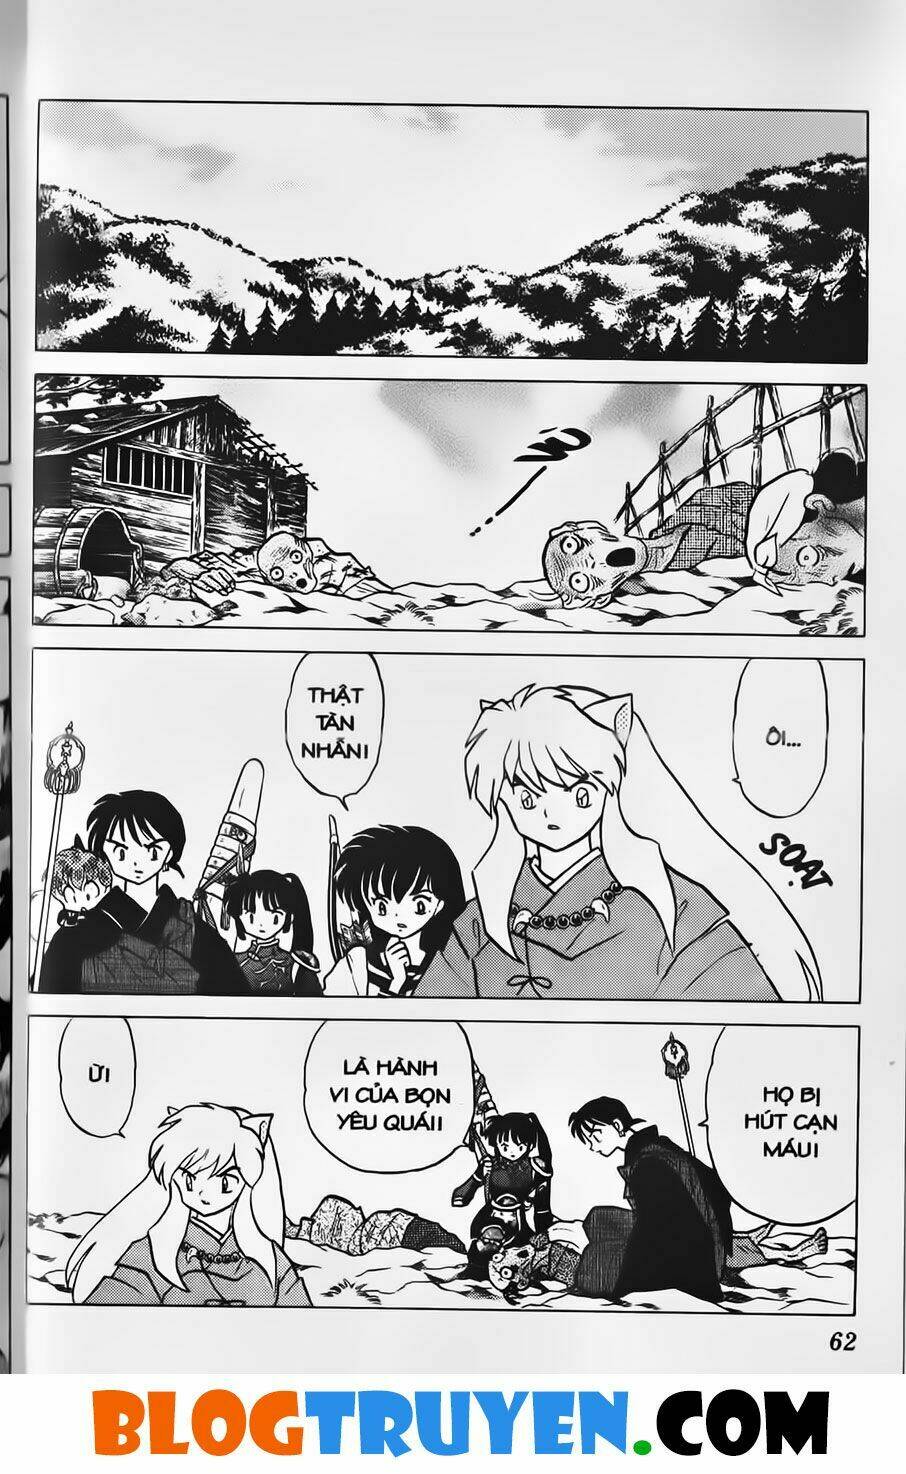 VÙ...
ÔI...
SOẠT
THẬT
TÀN
NHẪN!
HỌ BỊ
HÚT CẠN
MÁU!
LÀ HÀNH
VI CỦA BỌN
YÊU QUÁI!
Ừ!
62
BLOGTRUYEN.COM